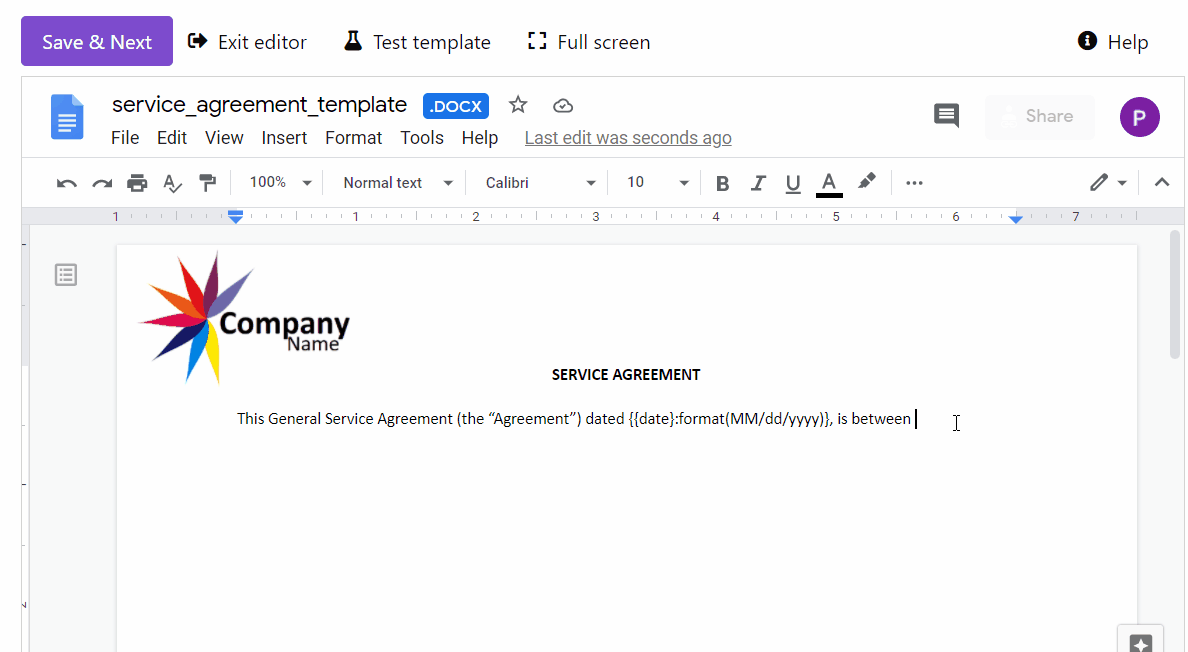 Save & Next Exit editor Test template Full screen Help
service_agreement_template .DOCX
File Edit View Insert Format Tools Help Last edit was seconds ago Share P
100% Normal text Calibri 10 B I U A
1 1 2 3 4 5 6 7
Company
Name
SERVICE AGREEMENT
This General Service Agreement (the “Agreement”) dated {{date}:format(MM/dd/yyyy)}, is between
2